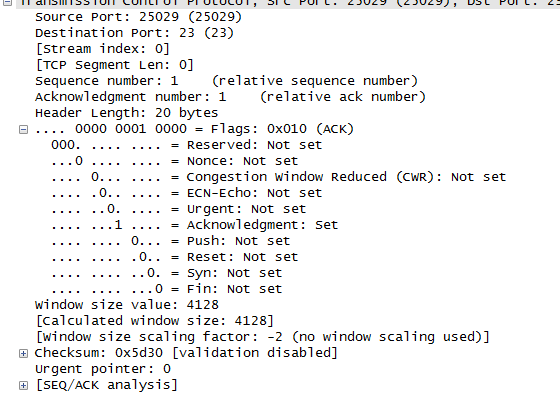 Transmission Control Protocol, Src Port: 25029 (25029), Dst Port: 23
Source Port: 25029 (25029)
Destination Port: 23 (23)
[Stream index: 0]
[TCP Segment Len: 0]
Sequence number: 1 (relative sequence number)
Acknowledgment number: 1 (relative ack number)
Header Length: 20 bytes
.... 0000 0001 0000 = Flags: 0x010 (ACK)
000. .... .... = Reserved: Not set
...0 .... .... = Nonce: Not set
.... 0... .... = Congestion Window Reduced (CWR): Not set
.... .0.. .... = ECN-Echo: Not set
.... ..0. .... = Urgent: Not set
.... ...1 .... = Acknowledgment: Set
.... .... 0... = Push: Not set
.... .... .0.. = Reset: Not set
.... .... ..0. = Syn: Not set
.... .... ...0 = Fin: Not set
Window size value: 4128
[Calculated window size: 4128]
[Window size scaling factor: -2 (no window scaling used)]
Checksum: 0x5d30 [validation disabled]
Urgent pointer: 0
[SEQ/ACK analysis]